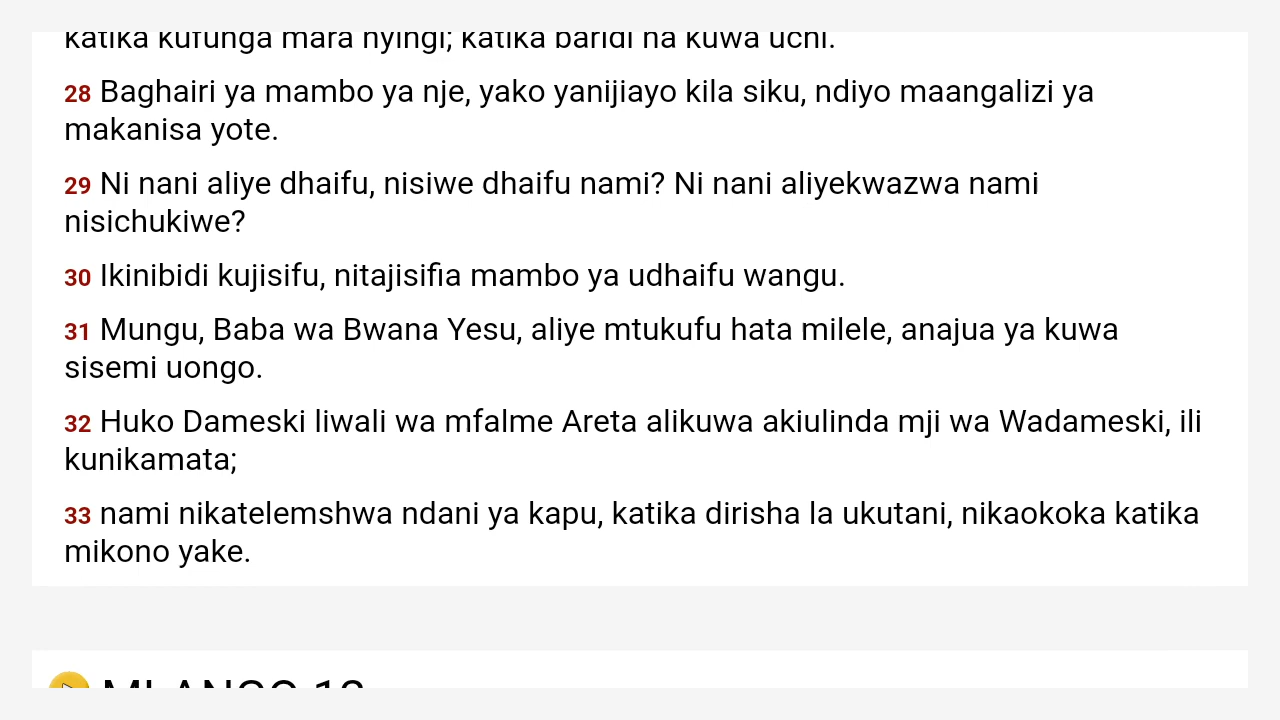 katika kufunga mara nyingi; katika baridi na kuwa uchi.
28 Baghairi ya mambo ya nje, yako yanijiayo kila siku, ndiyo maangalizi ya
makanisa yote.
29 Ni nani aliye dhaifu, nisiwe dhaifu nami? Ni nani aliyekwazwa nami
nisichukiwe?
30 Ikinibidi kujisifu, nitajisifia mambo ya udhaifu wangu.
31 Mungu, Baba wa Bwana Yesu, aliye mtukufu hata milele, anajua ya kuwa
sisemi uongo.
32 Huko Dameski liwali wa mfalme Areta alikuwa akiulinda mji wa Wadameski, ili
kunikamata;
33 nami nikatelemshwa ndani ya kapu, katika dirisha la ukutani, nikaokoka katika
mikono yake.
MLANGO 12